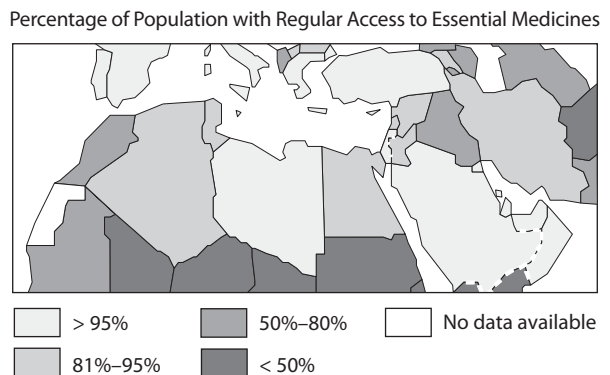 Percentage of Population with Regular Access to Essential Medicines
> 95%
50%–80%
No data available
81%–95%
< 50%